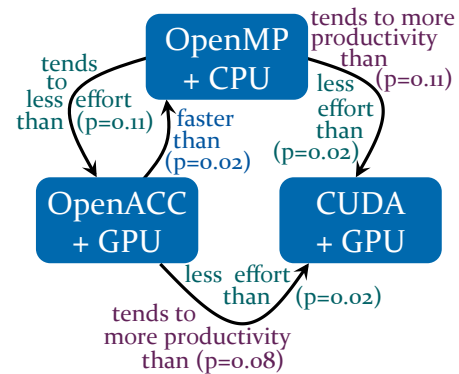 tends to more
productivity
than
(p=0.11)
OpenMP
+ CPU
tends
to
less effort
than (p=0.11)
faster
than
(p=0.02)
less
effort
than
(p=0.02)
OpenACC
+ GPU
CUDA
+ GPU
less effort
than (p=0.02)
tends to
more productivity
than (p=0.08)